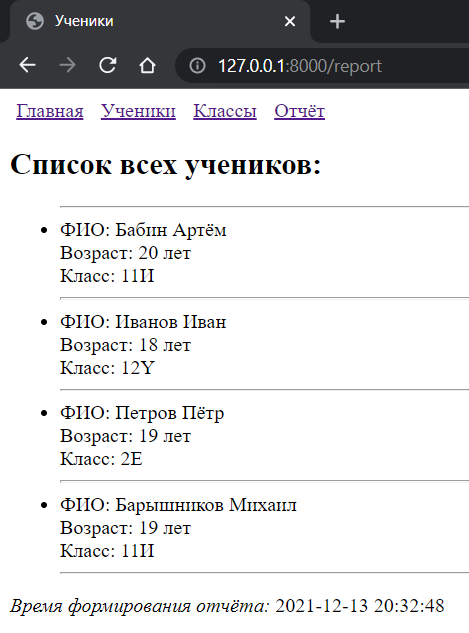 Ученики
127.0.0.1:8000/report
Главная Ученики Классы Отчёт
Список всех учеников:
ФИО: Бабин Артём
Возраст: 20 лет
Класс: 11И
ФИО: Иванов Иван
Возраст: 18 лет
Класс: 12Y
ФИО: Петров Пётр
Возраст: 19 лет
Класс: 2Е
ФИО: Барышников Михаил
Возраст: 19 лет
Класс: 11И
Время формирования отчёта: 2021-12-13 20:32:48